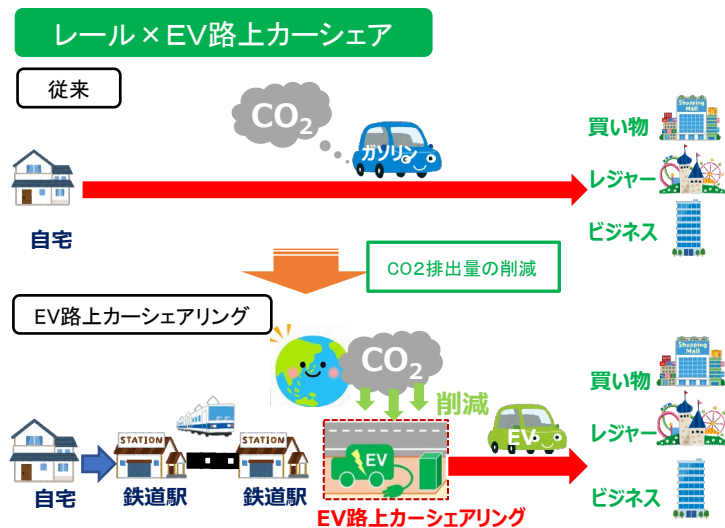 レール×EV路上カーシェア
従来
CO2
ガソリン
Shopping Mall
買い物
レジャー
ビジネス
自宅
CO2排出量の削減
EV路上カーシェアリング
CO2
削減
EV
Shopping Mall
買い物
レジャー
ビジネス
STATION
STATION
EV
自宅
鉄道駅
鉄道駅
EV路上カーシェアリング